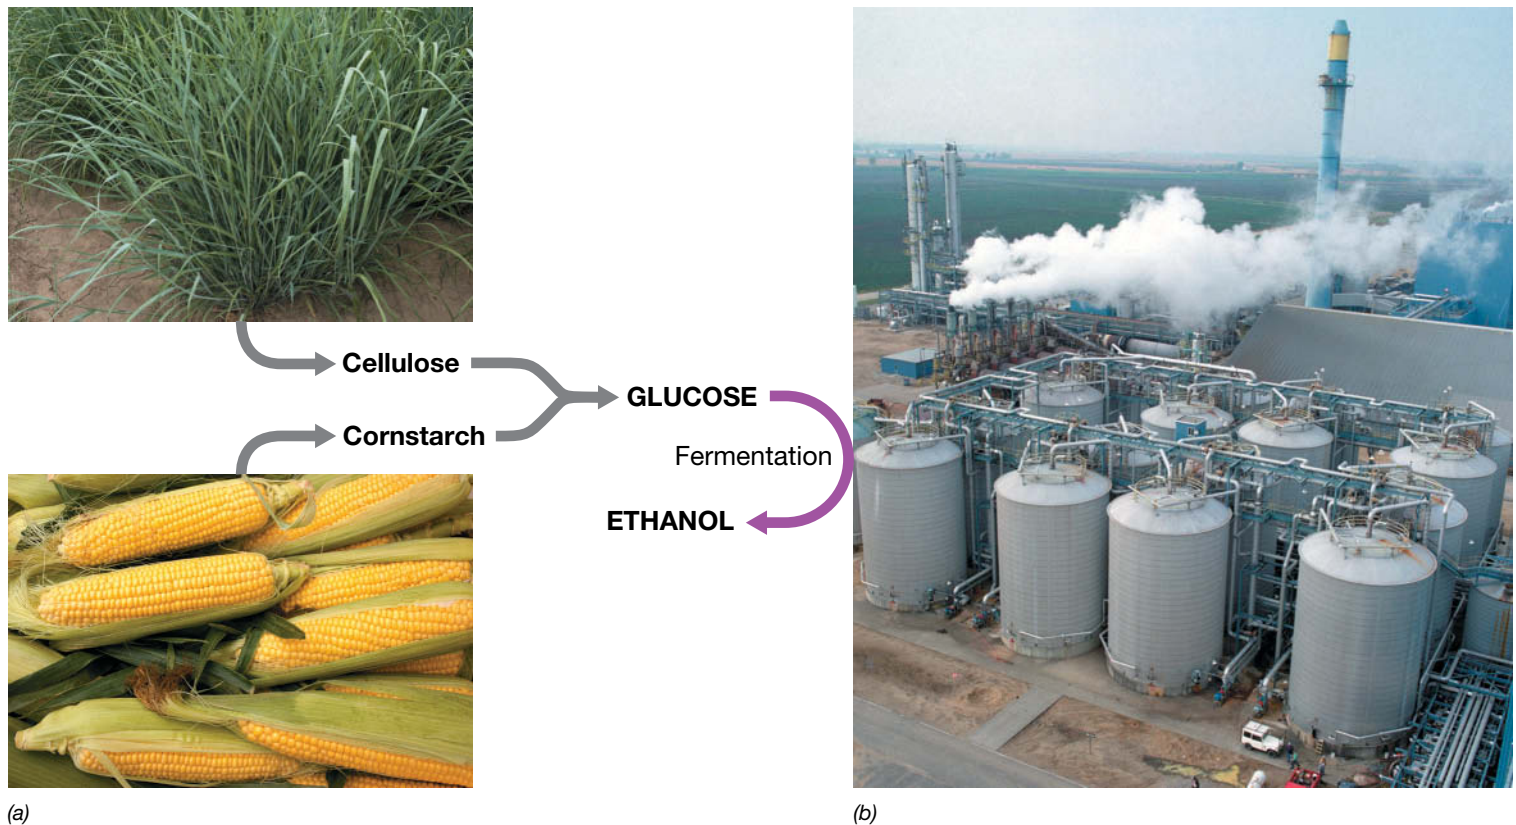 Cellulose
GLUCOSE
Cornstarch
Fermentation
ETHANOL
(a)
(b)